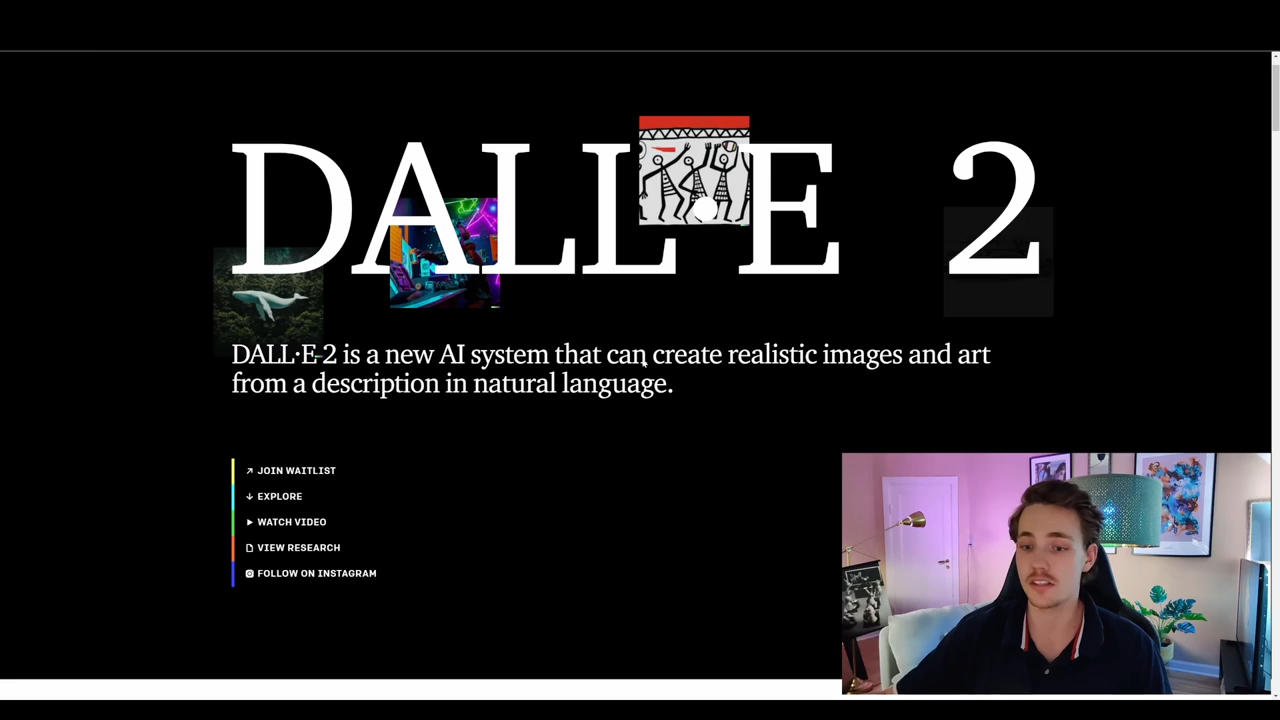 DALL·E 2
DALL·E 2 is a new AI system that can create realistic images and art
from a description in natural language.
JOIN WAITLIST
EXPLORE
WATCH VIDEO
VIEW RESEARCH
FOLLOW ON INSTAGRAM